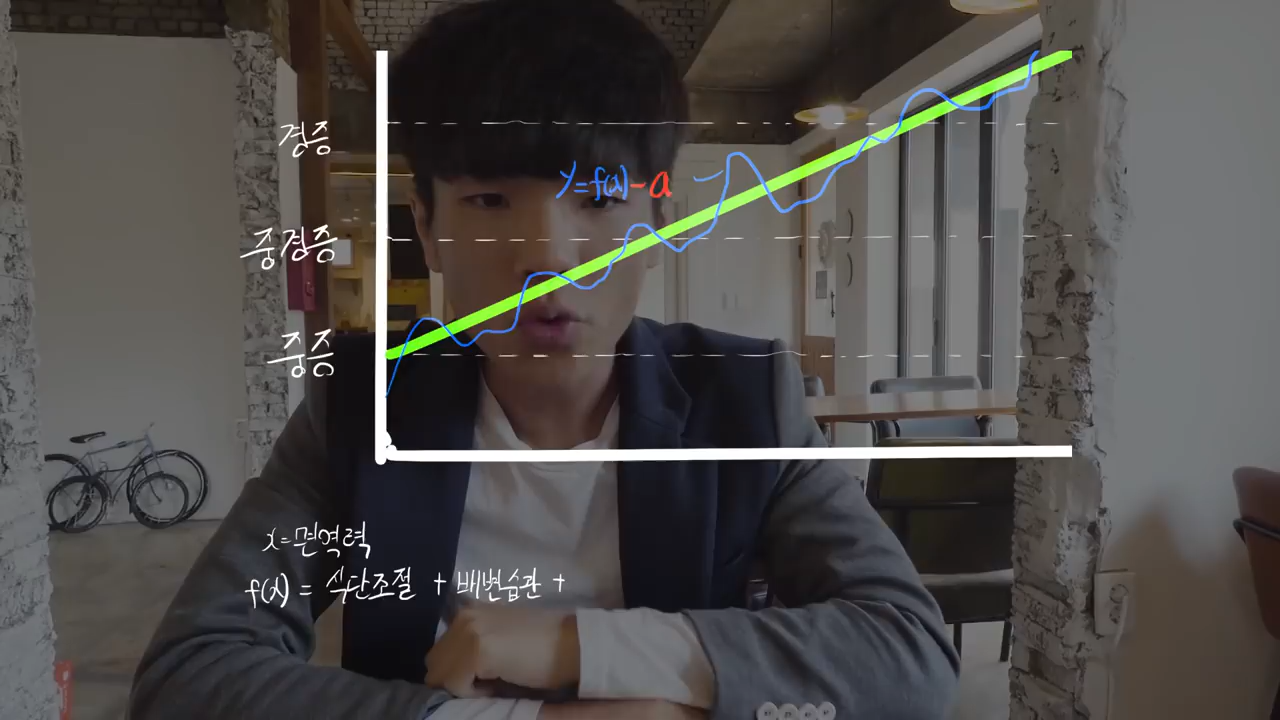 경증
y=f(x)-a
중경증
중증
x=면역력
f(x) = 식단조절 + 배변습관 +